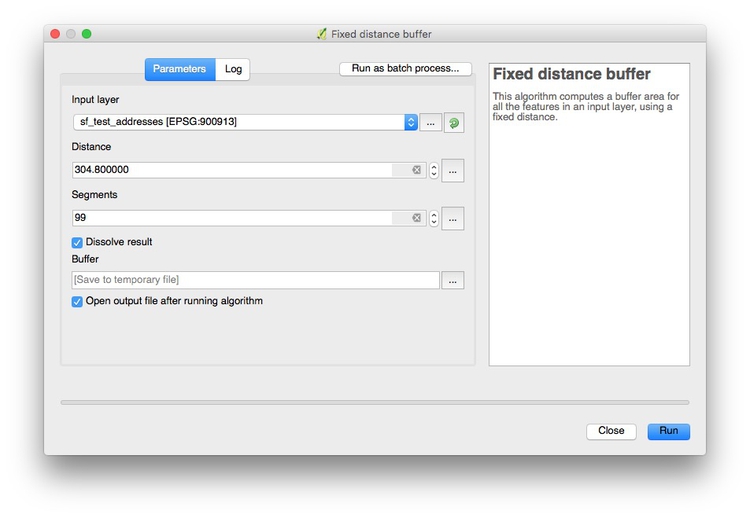 Fixed distance buffer
Parameters
Log
Run as batch process...
Input layer
sf_test_addresses [EPSG:900913]
...
Distance
304.800000
...
Segments
99
...
Dissolve result
Buffer
[Save to temporary file]
...
Open output file after running algorithm
Fixed distance buffer
This algorithm computes a buffer area for
all the features in an input layer, using a
fixed distance.
Close
Run